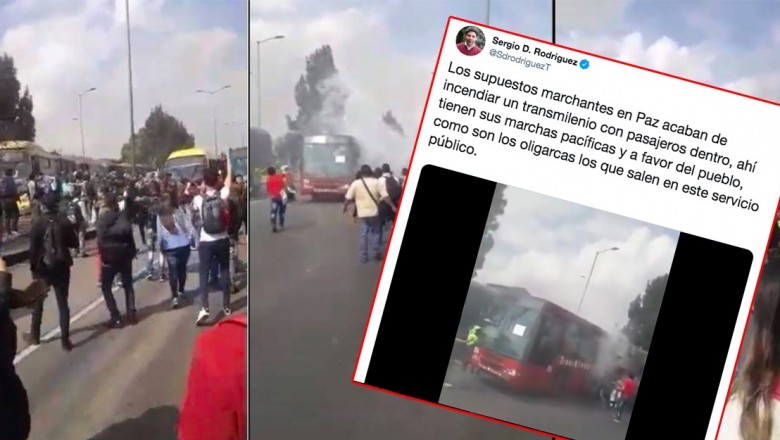 Sergio D. Rodriguez
@SdrodriguezT
Los supuestos marchantes en Paz acaban de
incendiar un transmilenio con pasajeros dentro, ahí
tienen sus marchas pacíficas y a favor del pueblo,
como son los oligarcas los que salen en este servicio
público.